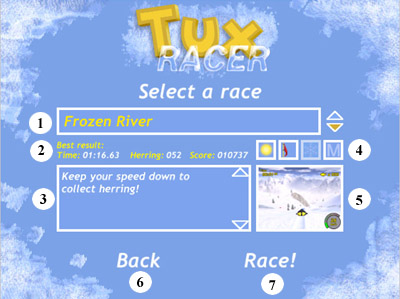 Tux
RACER
Select a race
1
Frozen River
2
Best result:
Time: 01:16.63 Herring: 052 Score: 010737
M
4
3
Keep your speed down to
collect herring!
5
Back
Race!
6
7